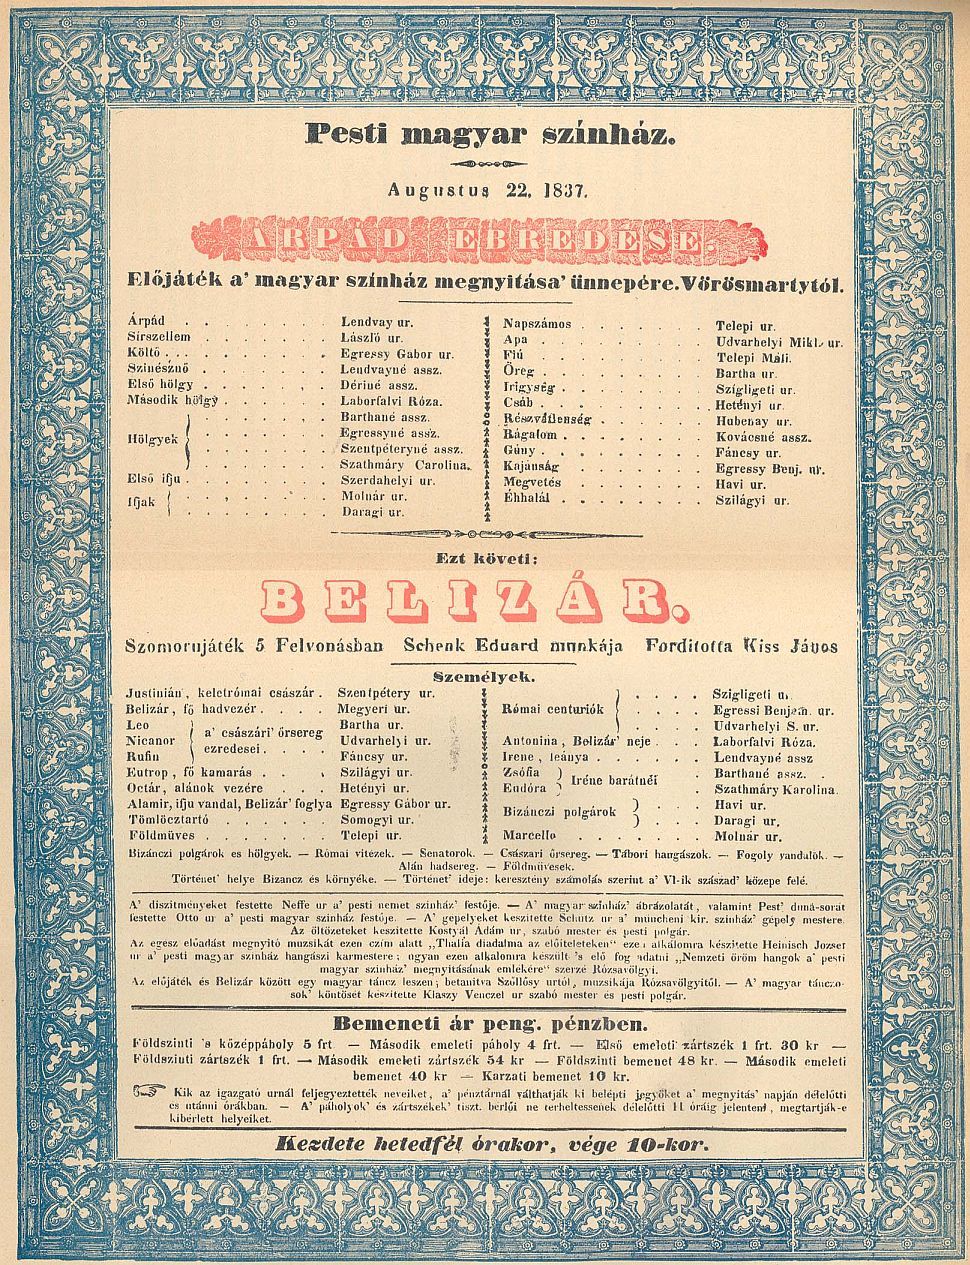 Pesti magyar színház.
Augustus 22. 1837.
ÁRPÁD ÉBREDÉSE.
Előjáték a' magyar színház megnyitása' ünnepére. Vörösmartytól.
Árpád . . . . . . . . Lendvay ur.
Sírszellem . . . . . . . László ur.
Költő . . . . . . . . Egressy Gabor ur.
Szinésznő . . . . . . . Lendvayné assz.
Első hölgy . . . . . . . Dériné assz.
Második hölgy . . . . . . Laborfalvi Róza.
Hölgyek { . . . . . . . Barthané assz.
. . . . . . . Egressyné assz.
. . . . . . . Szentpéteryné assz.
. . . . . . . Szathmáry Carolina.
Első ifju . . . . . . . Szerdahelyi ur.
Ifjak { . . . . . . . Molnár ur.
. . . . . . . Daragi ur.
Napszámos . . . . . . . Telepi ur.
Apa . . . . . . . . Udvarhelyi Mikl. ur.
Fiú . . . . . . . . Telepi Máli.
Öreg . . . . . . . . Bartha ur.
Irigység . . . . . . . Szigligeti ur.
Csáb . . . . . . . . Hetényi ur.
Részvétlenség . . . . . . Hubenay ur.
Rágalom . . . . . . . Kovácsné assz.
Gúny . . . . . . . . Fáncsy ur.
Kajánság . . . . . . . Egressy Benj. ur.
Megvetés . . . . . . . Havi ur.
Éhhalál . . . . . . . Szilágyi ur.
Ezt követi:
BELIZÁR.
Szomorujáték 5 Felvonásban Schenk Eduard munkája Forditotta Kiss János
Személyek.
Justinián, keletrómai császár . Szentpétery ur.
Belizár, fő hadvezér . . . . Megyeri ur.
Leo } Bartha ur.
Nicanor } a' császári' őrsereg ezredesei . . . Udvarhelyi ur.
Rufin } Fáncsy ur.
Eutrop, fő kamarás . . . Szilágyi ur.
Octár, alánok vezére . . . Hetényi ur.
Alamir, ifju vandal, Belizár' foglya Egressy Gábor ur.
Tömlöcztartó . . . . . . Somogyi ur.
Földmüves . . . . . . Telepi ur.
Római centuriók } . . . . Szigligeti u.
. . . . Egressi Benjam. ur.
. . . . Udvarhelyi S. ur.
Antonina, Belizár' neje . . . Laborfalvi Róza.
Irene, leánya . . . . . Lendvayné assz
Zsófia } Iréne barátnéi . Barthané assz.
Eudóra } . Szathmáry Karolina.
Bizánczi polgárok } . . . Havi ur.
. . . Daragi ur.
Marcello . . . . . . Molnár ur.
Bizánczi polgárok es hölgyek. — Római vitézek. — Senatorok. — Császari őrsereg. — Tábori hangászok. — Fogoly vandulok. —
Alán hadsereg. — Földmüvesek.
Történet' helye Bizancz és környéke. — Történet' ideje: keresztény számolás szerint a' VI-ik század' közepe felé.
A' diszitményeket festette Neffe ur a' pesti nemet szinház' festője. — A' magyar szinház' ábrázolatát, valamint Pest' duna-sorát
festette Otto ur a' pesti magyar szinház festője. — A' gepelyeket készitette Schütz ur a' müncheni kir. szinház' gépely mestere.
Az öltözeteket keszitette Kostyál Ádám ur, szabó mester és pesti polgár.
Az egesz előadást megnyitó muzsikát ezen czim alatt „Thalia diadalma az előiteleteken" ezen alkalomra készitette Heinisch Jozsef
ur a' pesti magyar szinház hangászi karmestere; ugyan ezen alkalomra készült 's elő fog adatni „Nemzeti öröm hangok a' pesti
magyar szinház' megnyitásának emlekére" szerzé Rózsavölgyi.
Az előjáték és Belizár között egy magyar táncz leszen; betanitva Szöllősy urtól, muzsikája Rózsavölgyitől. — A' magyar tánczo-
sok' köntösét készitette Klaszy Venczel ur szabó mester és pesti polgár.
Bemeneti ár peng. pénzben.
Földszinti 's középpáholy 5 frt — Második emeleti páholy 4 frt. — Első emeleti zártszék 1 frt. 30 kr —
Földszinti zártszék 1 frt. — Második emeleti zártszék 54 kr — Földszinti bemenet 48 kr. — Második emeleti
bemenet 40 kr — Karzati bemenet 10 kr.
☞ Kik az igazgató urnál feljegyeztették neveiket, a' pénztárnál válthatják ki belépti jegyöket a' megnyitás' napján délelőtti
es utánni órákban. — A' páholyok' és zártszékek' tiszt. berlői ne terheltessenek délelőtti 11 óráig jelenteni, megtartják-e
kibérlett helyeiket.
Kezdete hetedfél órakor, vége 10-kor.